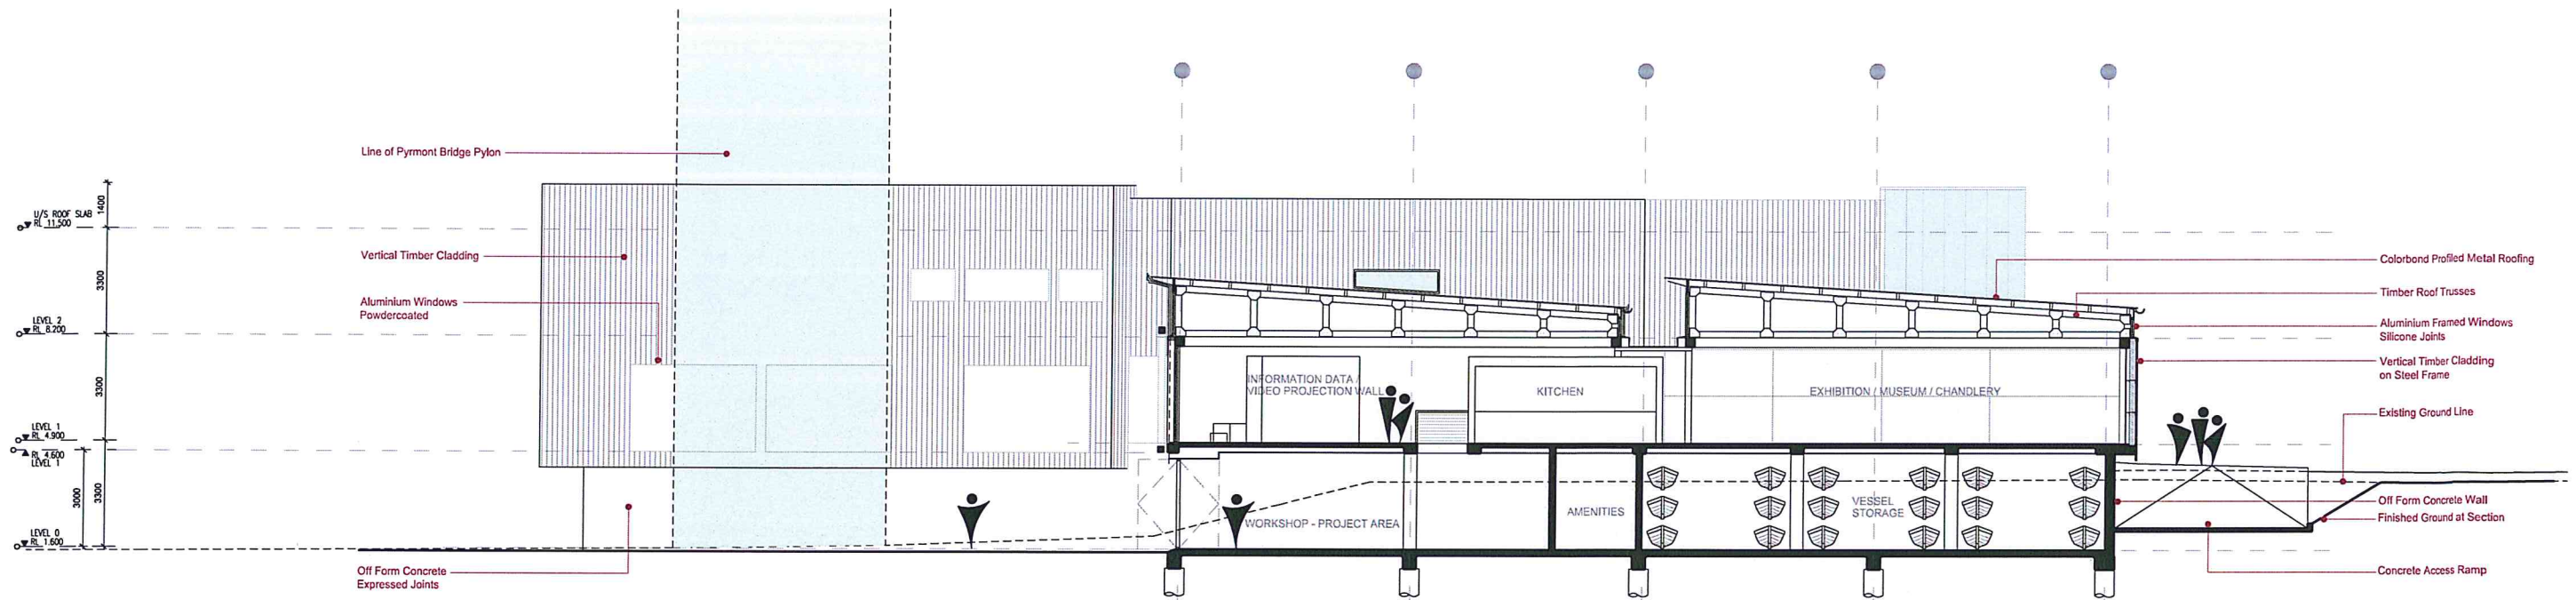 Line of Pyrmont Bridge Pylon
U/S ROOF SLAB
RL 11,500
1400
Vertical Timber Cladding
3300
Aluminium Windows
Powdercoated
LEVEL 2
RL 8.200
3300
LEVEL 1
RL 4.900
RL 4.600
LEVEL 1
3000
3300
LEVEL 0
RL 1.600
Off Form Concrete
Expressed Joints
INFORMATION DATA /
VIDEO PROJECTION WALL
KITCHEN
EXHIBITION / MUSEUM / CHANDLERY
WORKSHOP - PROJECT AREA
AMENITIES
VESSEL
STORAGE
Colorbond Profiled Metal Roofing
Timber Roof Trusses
Aluminium Framed Windows
Silicone Joints
Vertical Timber Cladding
on Steel Frame
Existing Ground Line
Off Form Concrete Wall
Finished Ground at Section
Concrete Access Ramp